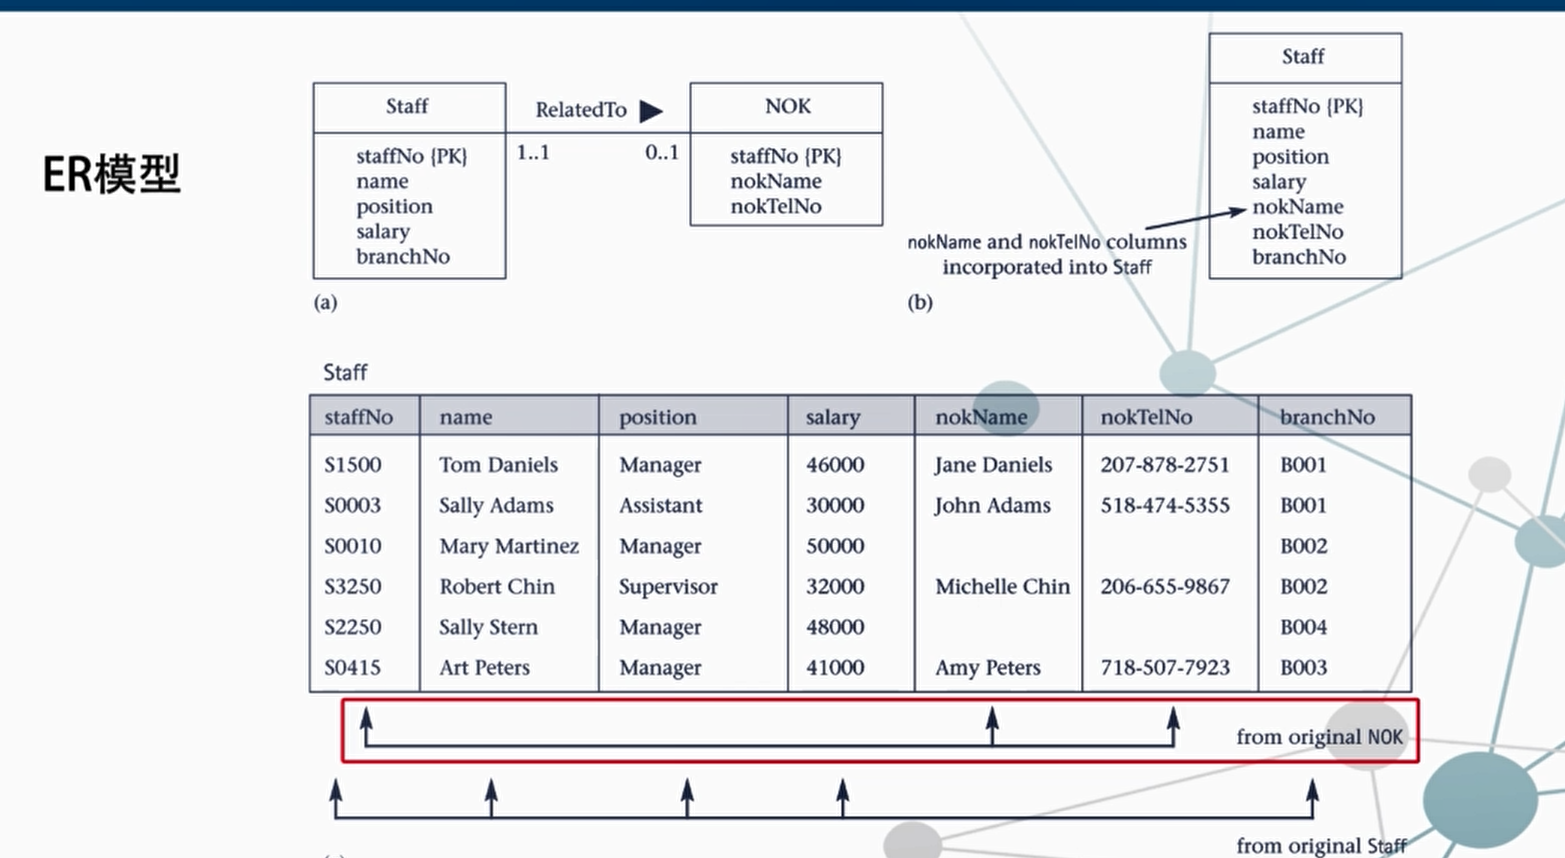 ER模型
Staff
staffNo {PK}
name
position
salary
branchNo
RelatedTo
1..1
0..1
NOK
staffNo {PK}
nokName
nokTelNo
(a)
Staff
staffNo {PK}
name
position
salary
nokName
nokTelNo
branchNo
nokName and nokTelNo columns
incorporated into Staff
(b)
Staff
staffNo name position salary nokName nokTelNo branchNo
S1500 Tom Daniels Manager 46000 Jane Daniels 207-878-2751 B001
S0003 Sally Adams Assistant 30000 John Adams 518-474-5355 B001
S0010 Mary Martinez Manager 50000 B002
S3250 Robert Chin Supervisor 32000 Michelle Chin 206-655-9867 B002
S2250 Sally Stern Manager 48000 B004
S0415 Art Peters Manager 41000 Amy Peters 718-507-7923 B003
from original NOK
from original Staff